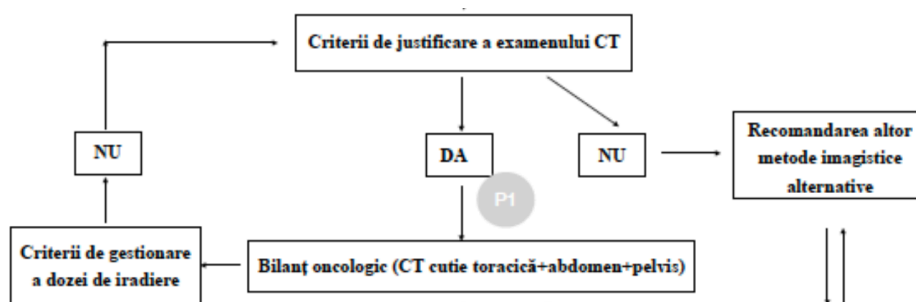 Criterii de justificare a examenului CT
NU
DA
NU
Recomandarea altor
metode imagistice
alternative
P1
Criterii de gestionare
a dozei de iradiere
Bilanț oncologic (CT cutie toracică+abdomen+pelvis)